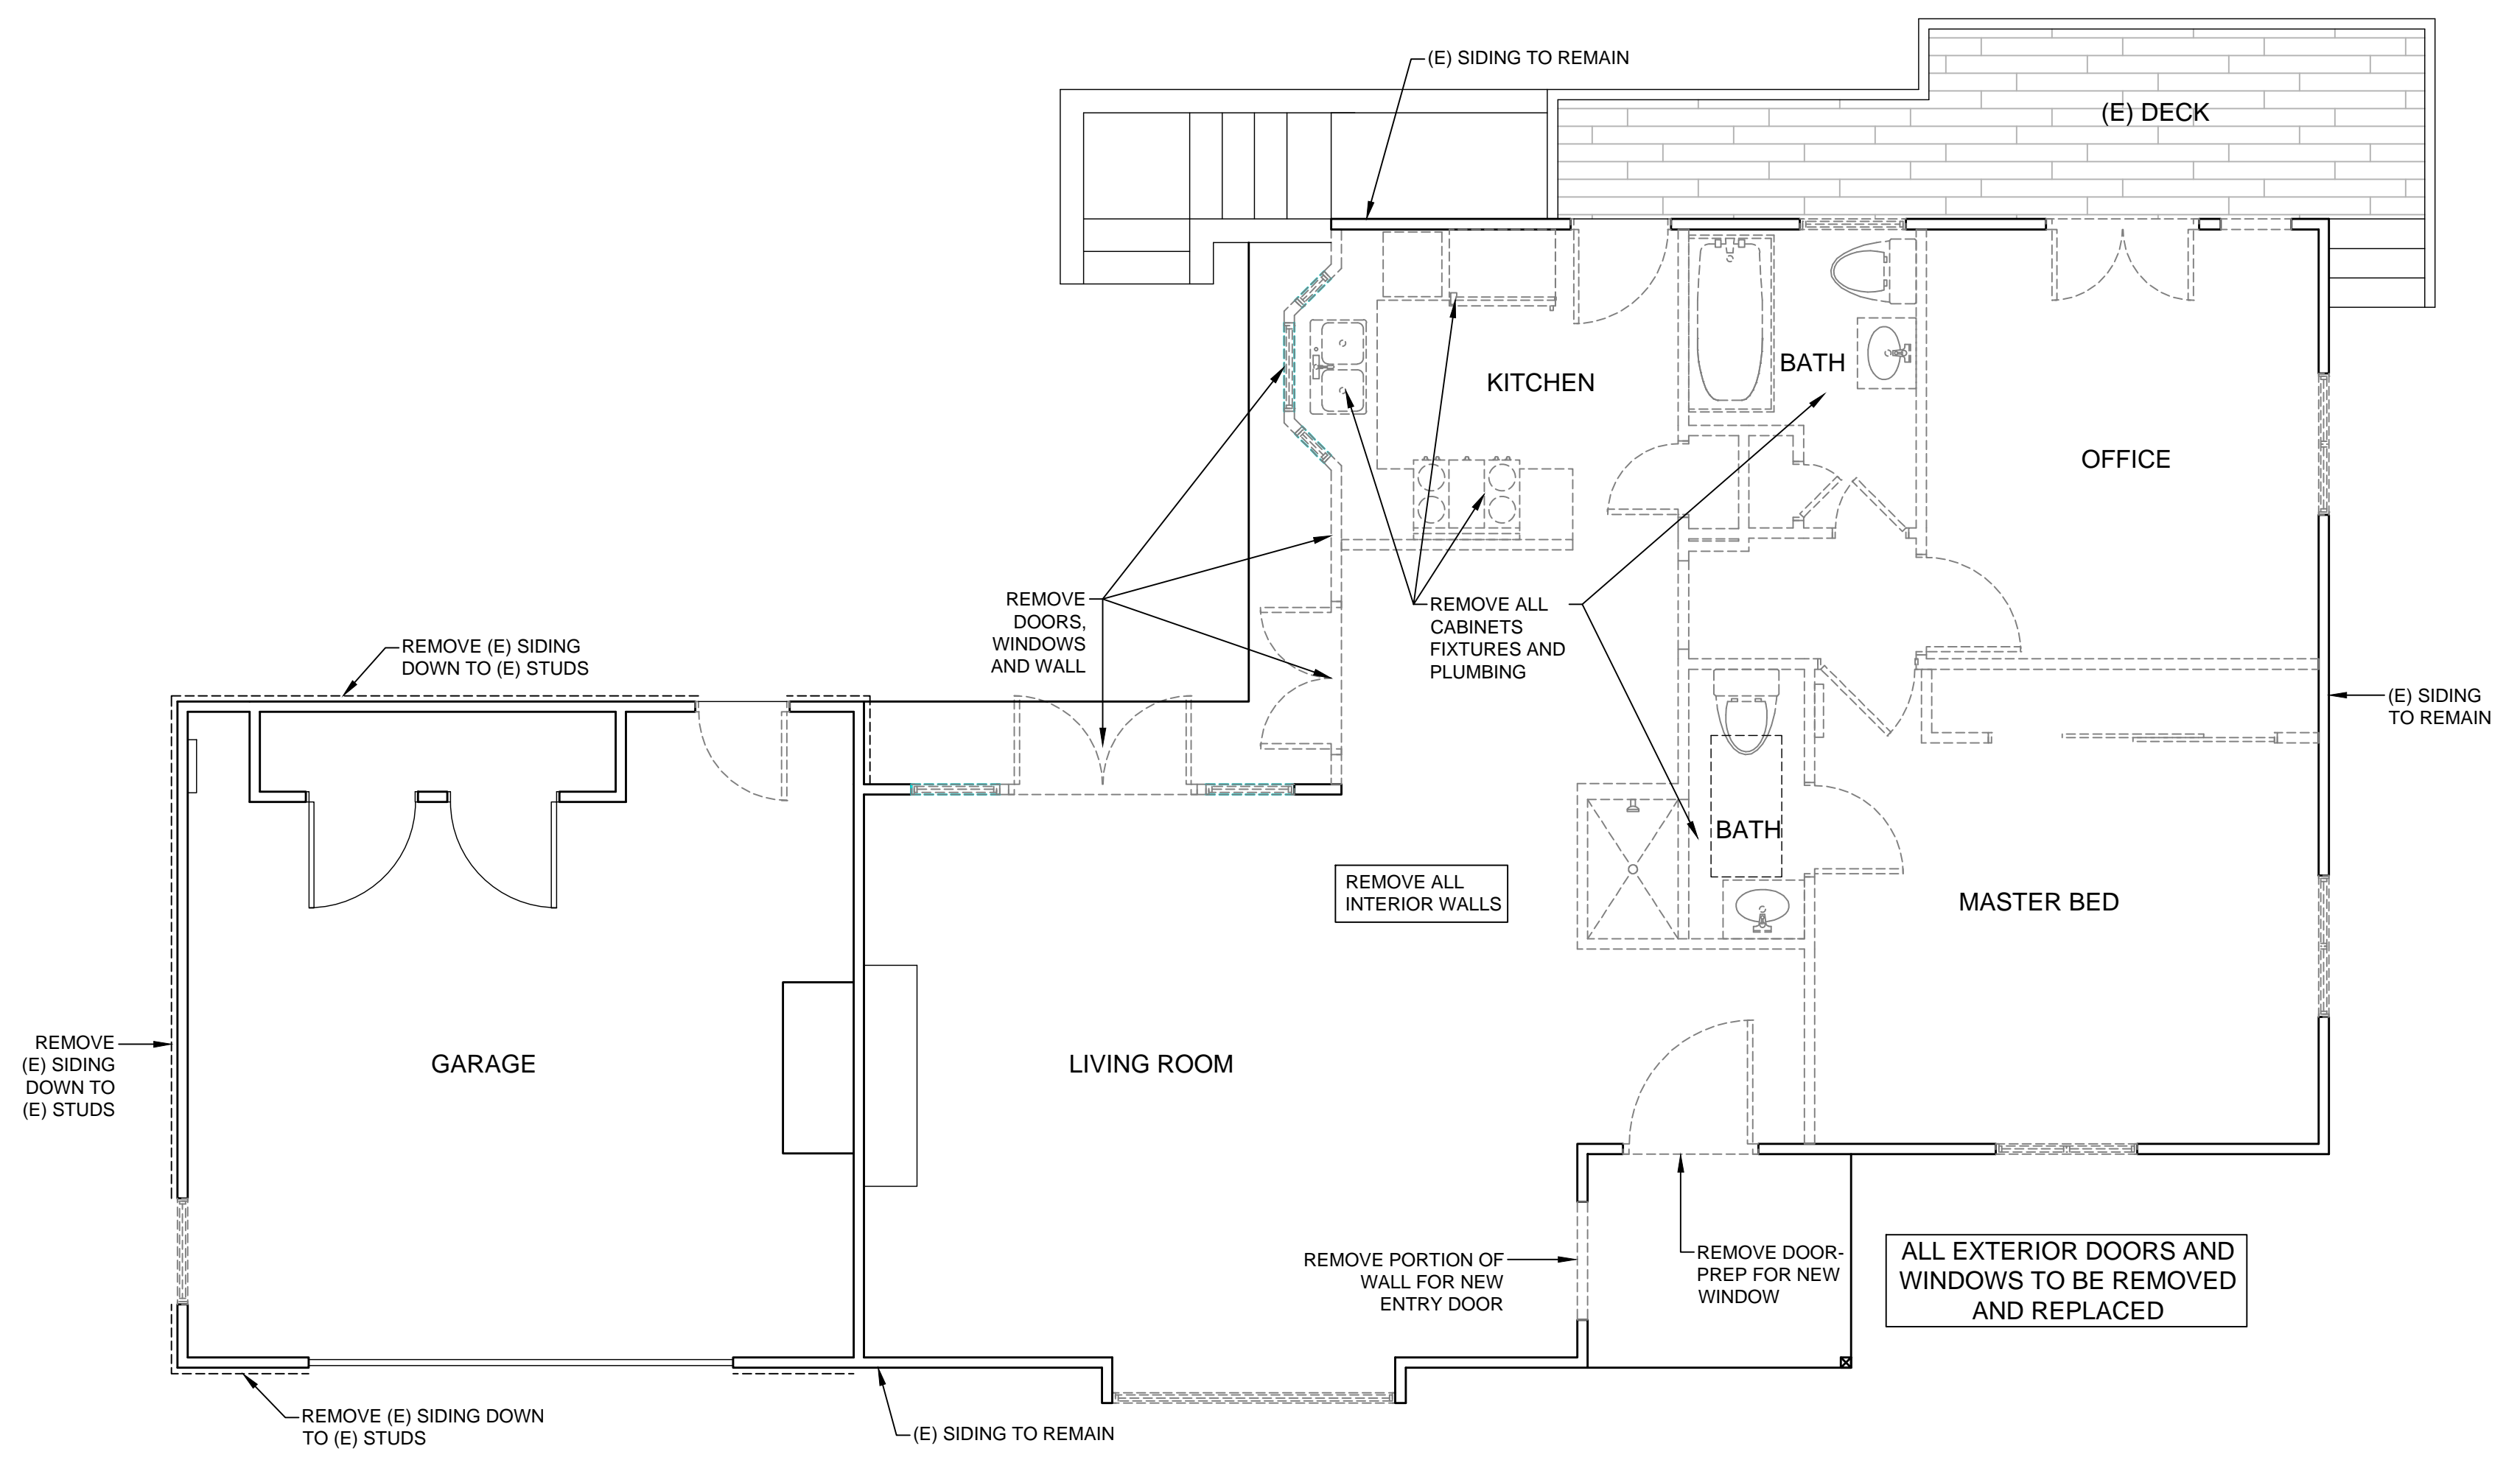 (E) SIDING TO REMAIN
(E) DECK
KITCHEN
BATH
OFFICE
REMOVE
DOORS,
WINDOWS
AND WALL
REMOVE ALL
CABINETS
FIXTURES AND
PLUMBING
REMOVE (E) SIDING
DOWN TO (E) STUDS
(E) SIDING
TO REMAIN
BATH
REMOVE ALL
INTERIOR WALLS
MASTER BED
REMOVE
(E) SIDING
DOWN TO
(E) STUDS
GARAGE
LIVING ROOM
REMOVE PORTION OF
WALL FOR NEW
ENTRY DOOR
REMOVE DOOR-
PREP FOR NEW
WINDOW
ALL EXTERIOR DOORS AND
WINDOWS TO BE REMOVED
AND REPLACED
REMOVE (E) SIDING DOWN
TO (E) STUDS
(E) SIDING TO REMAIN